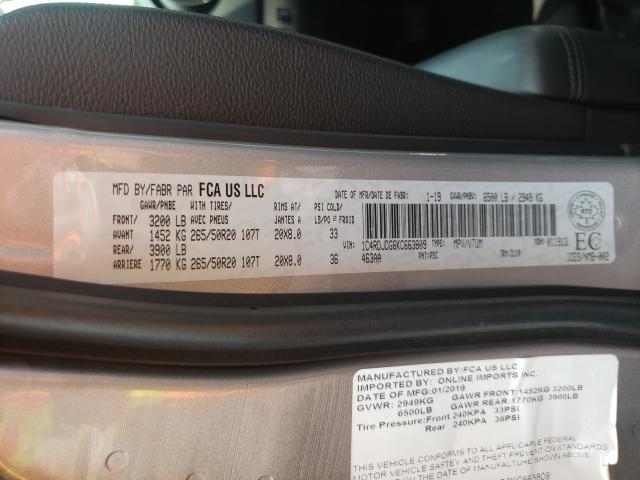 MFD BY/FABR PAR FCA US LLC
DATE OF MFR/DATE DE FABR: 1-19 GVWR/PNBV: 6500 LB / 2949 KG
GAWR/PNBE WITH TIRES/ RIMS AT/ PSI COLD/
FRONT/ 3200 LB AVEC PNEUS JANTES A LB/PO² FROID
AVANT 1452 KG 265/50R20 107T 20X8.0 33
REAR/ 3900 LB
ARRIERE 1770 KG 265/50R20 107T 20X8.0 36
VIN: 1C4RDJDG6KC663809 TYPE: MPV/VTUM
463AA PNT:PSC
EC
MANUFACTURED BY:FCA US LLC
IMPORTED BY: ONLINE IMPORTS INC.
DATE OF MFG:01/2019
GVWR: 2949KG GAWR FRONT:1452KG 3200LB
6500LB GAWR REAR:1770KG 3900LB
Tire Pressure:Front 240KPA 33PSI
Rear 240KPA 36PSI
THIS VEHICLE CONFORMS TO ALL APPLICABLE FEDERAL
MOTOR VEHICLE SAFETY AND THEFT PREVENTION